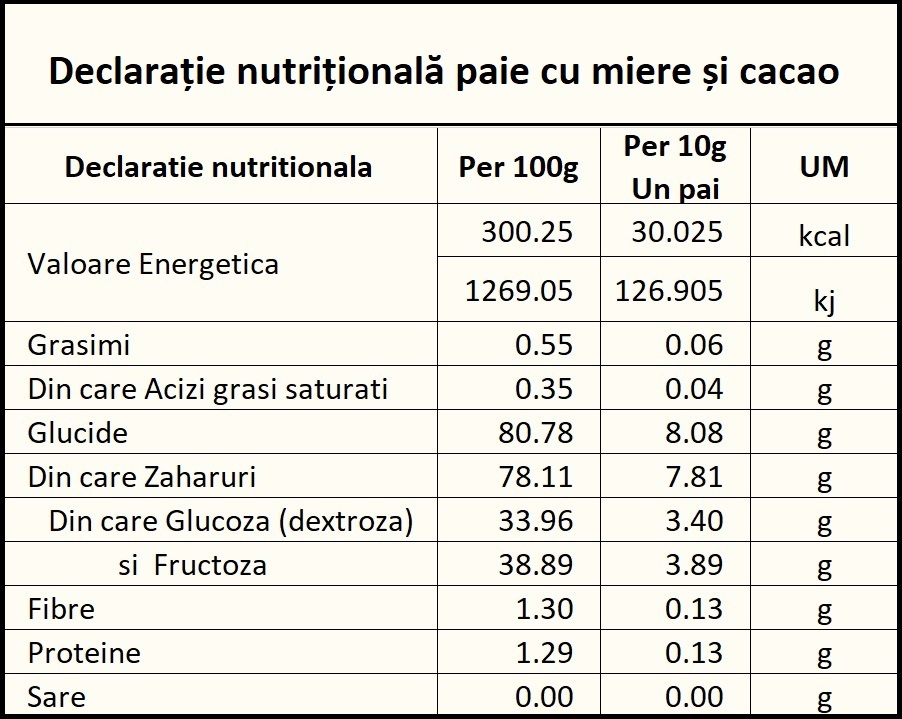 Declarație nutrițională paie cu miere și cacao
Declaratie nutritionala Per 100g Per 10g Un pai UM
Valoare Energetica 300.25 30.025 kcal
1269.05 126.905 kj
Grasimi 0.55 0.06 g
Din care Acizi grasi saturati 0.35 0.04 g
Glucide 80.78 8.08 g
Din care Zaharuri 78.11 7.81 g
Din care Glucoza (dextroza) 33.96 3.40 g
si Fructoza 38.89 3.89 g
Fibre 1.30 0.13 g
Proteine 1.29 0.13 g
Sare 0.00 0.00 g